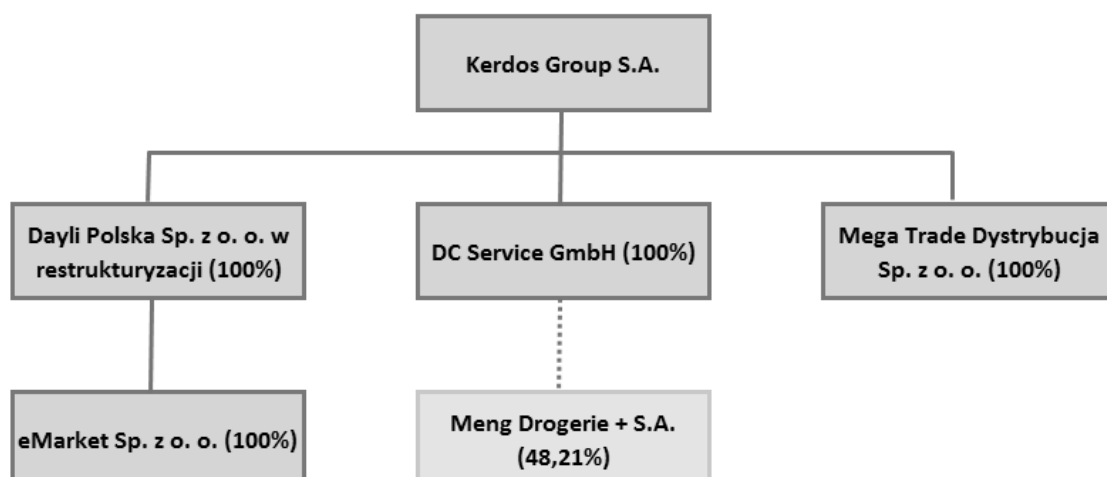 Kerdos Group S.A.
Dayli Polska Sp. z o. o. w
restrukturyzacji (100%)
DC Service GmbH (100%)
Mega Trade Dystrybucja
Sp. z o. o. (100%)
eMarket Sp. z o. o. (100%)
Meng Drogerie + S.A.
(48,21%)